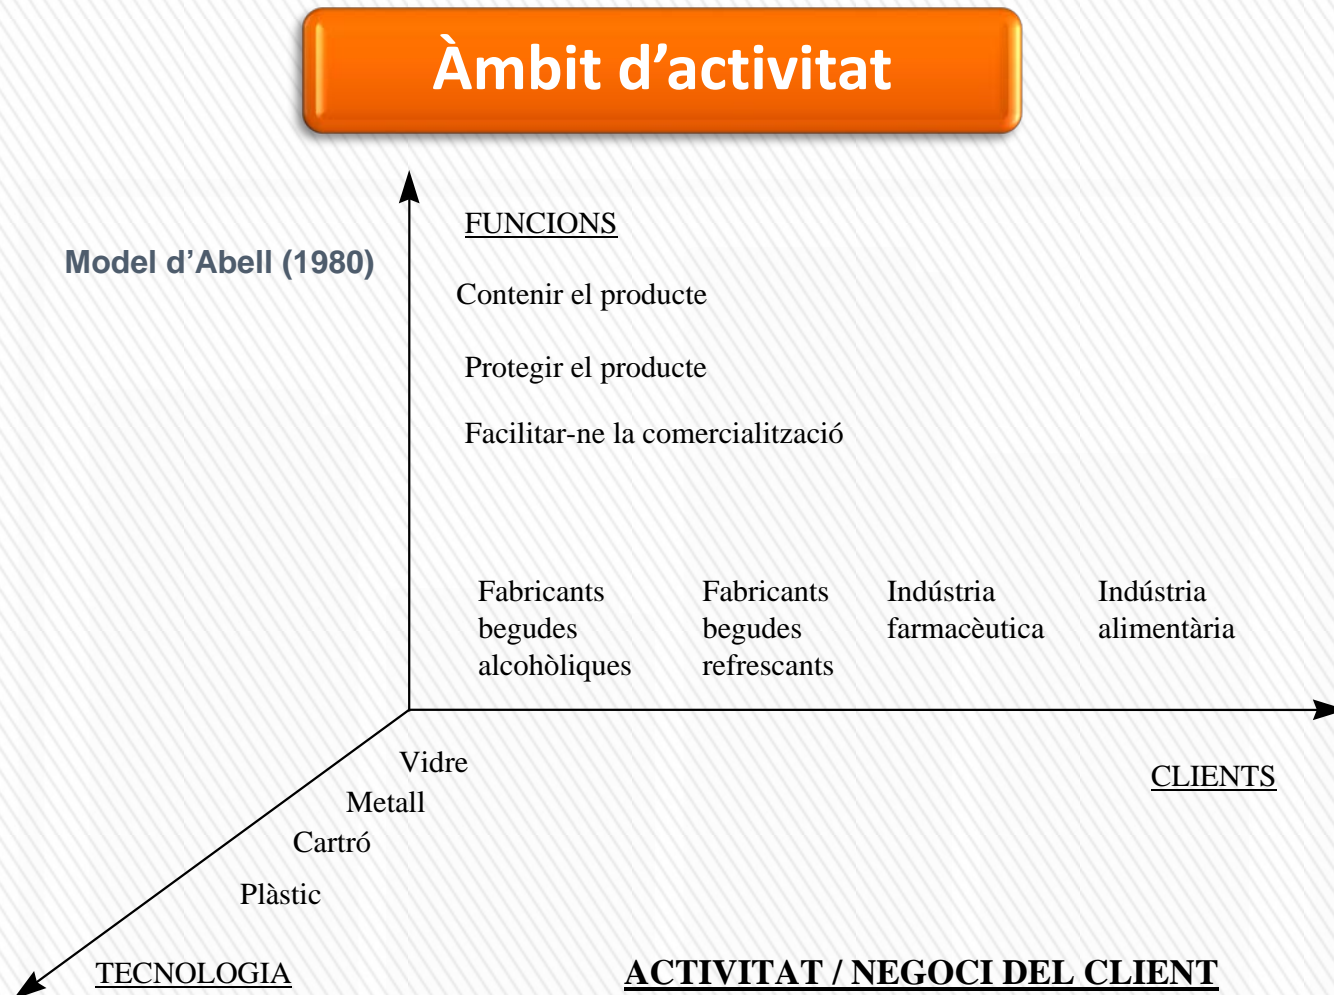 Àmbit d’activitat
FUNCIONS
Model d’Abell (1980)
Contenir el producte
Protegir el producte
Facilitar-ne la comercialització
Fabricants
begudes
alcohòliques
Fabricants
begudes
refrescants
Indústria
farmacèutica
Indústria
alimentària
Vidre
Metall
Cartró
Plàstic
CLIENTS
TECNOLOGIA
ACTIVITAT / NEGOCI DEL CLIENT